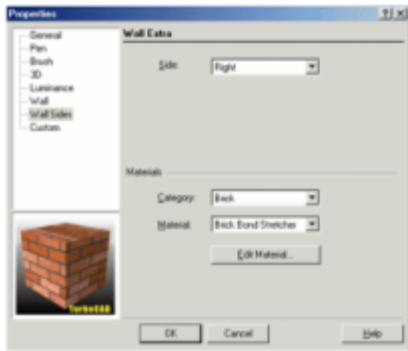 Properties
General
Pen
Brush
3D
Luminance
Wall
Wall Sides
Custom
Wall Extra
Side: Right
Materials
Category: Brick
Material: Brick Bond Stretcher
Edit Material...
TurboCAD
OK Cancel Help